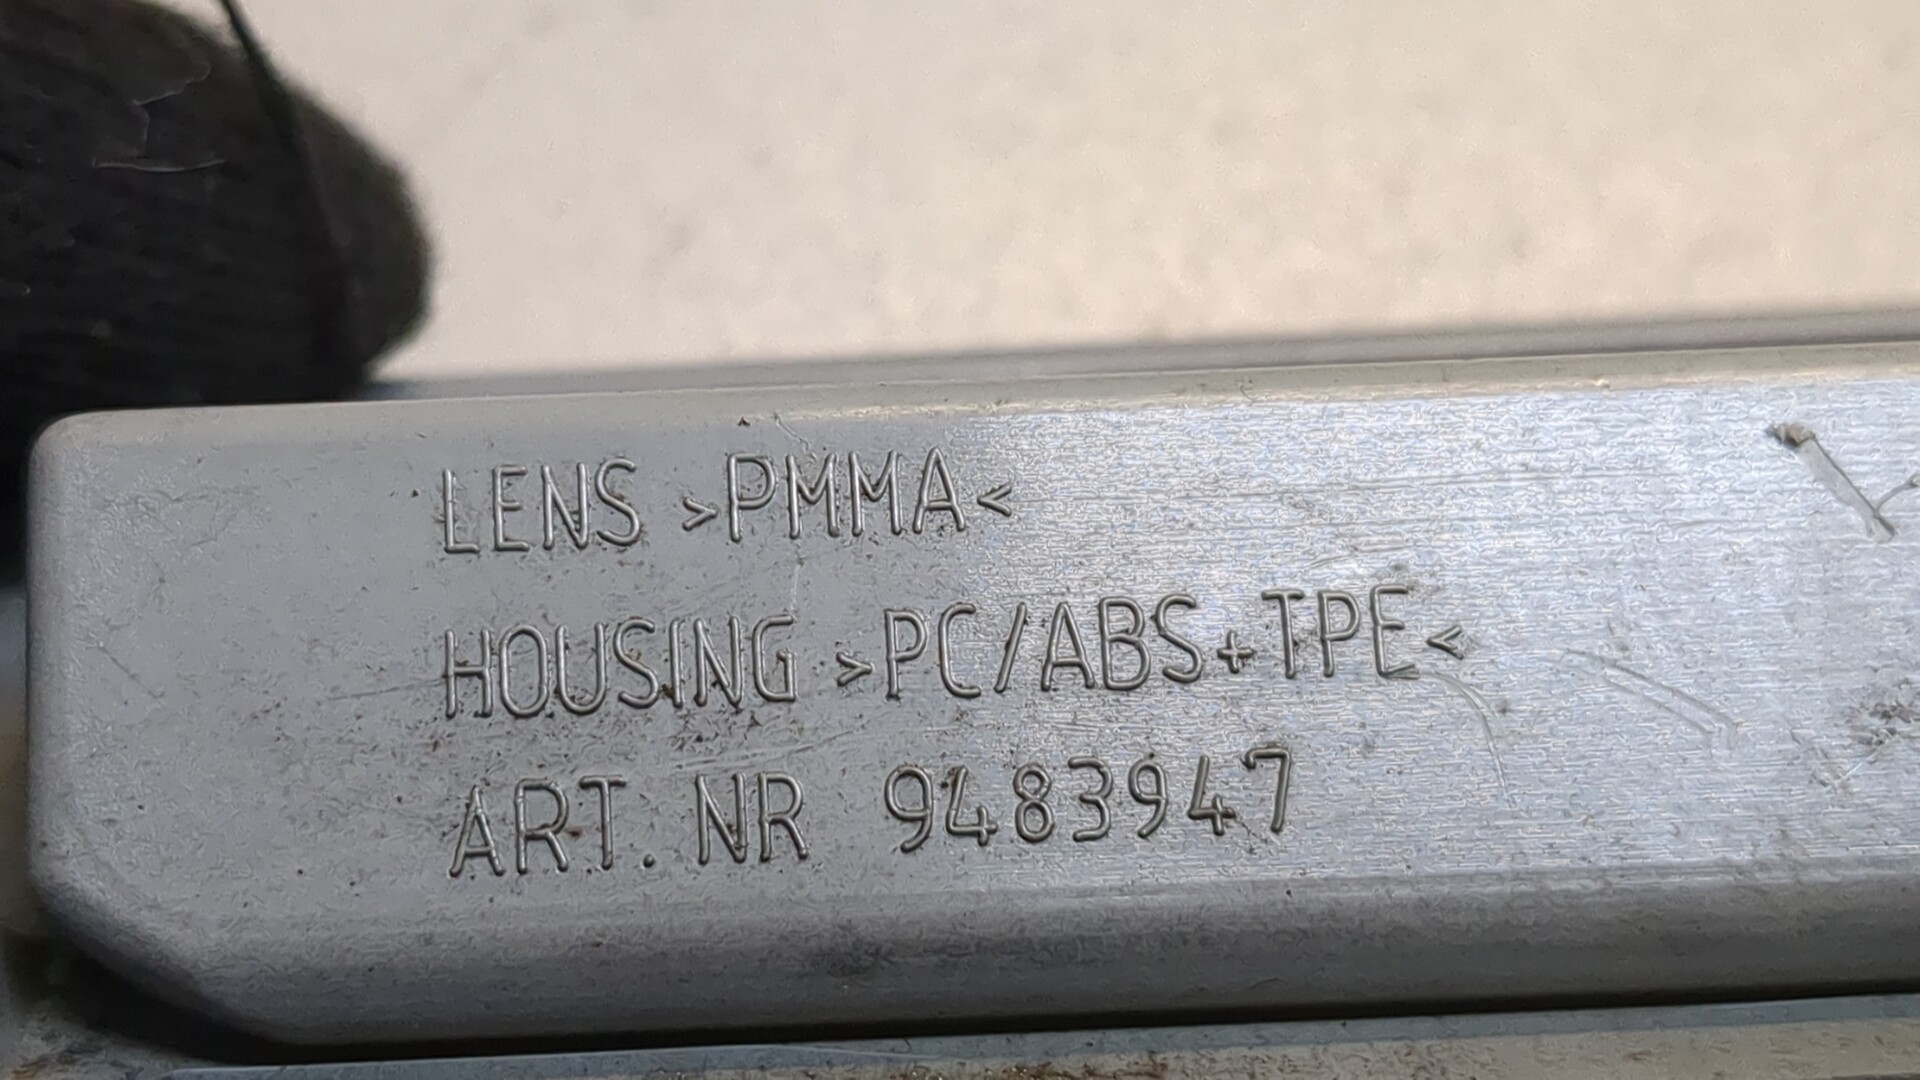 LENS >PMMA<
HOUSING >PC/ABS+TPE<
ART. NR 9483947